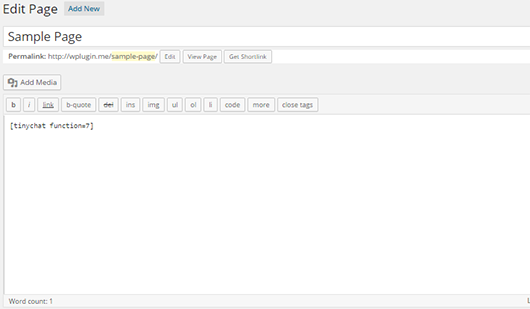 Edit Page Add New
Sample Page
Permalink: http://wplugin.me/sample-page/ Edit View Page Get Shortlink
Add Media
b i link b-quote del ins img ul ol li code more close tags
[tinychat function=7]
Word count: 1